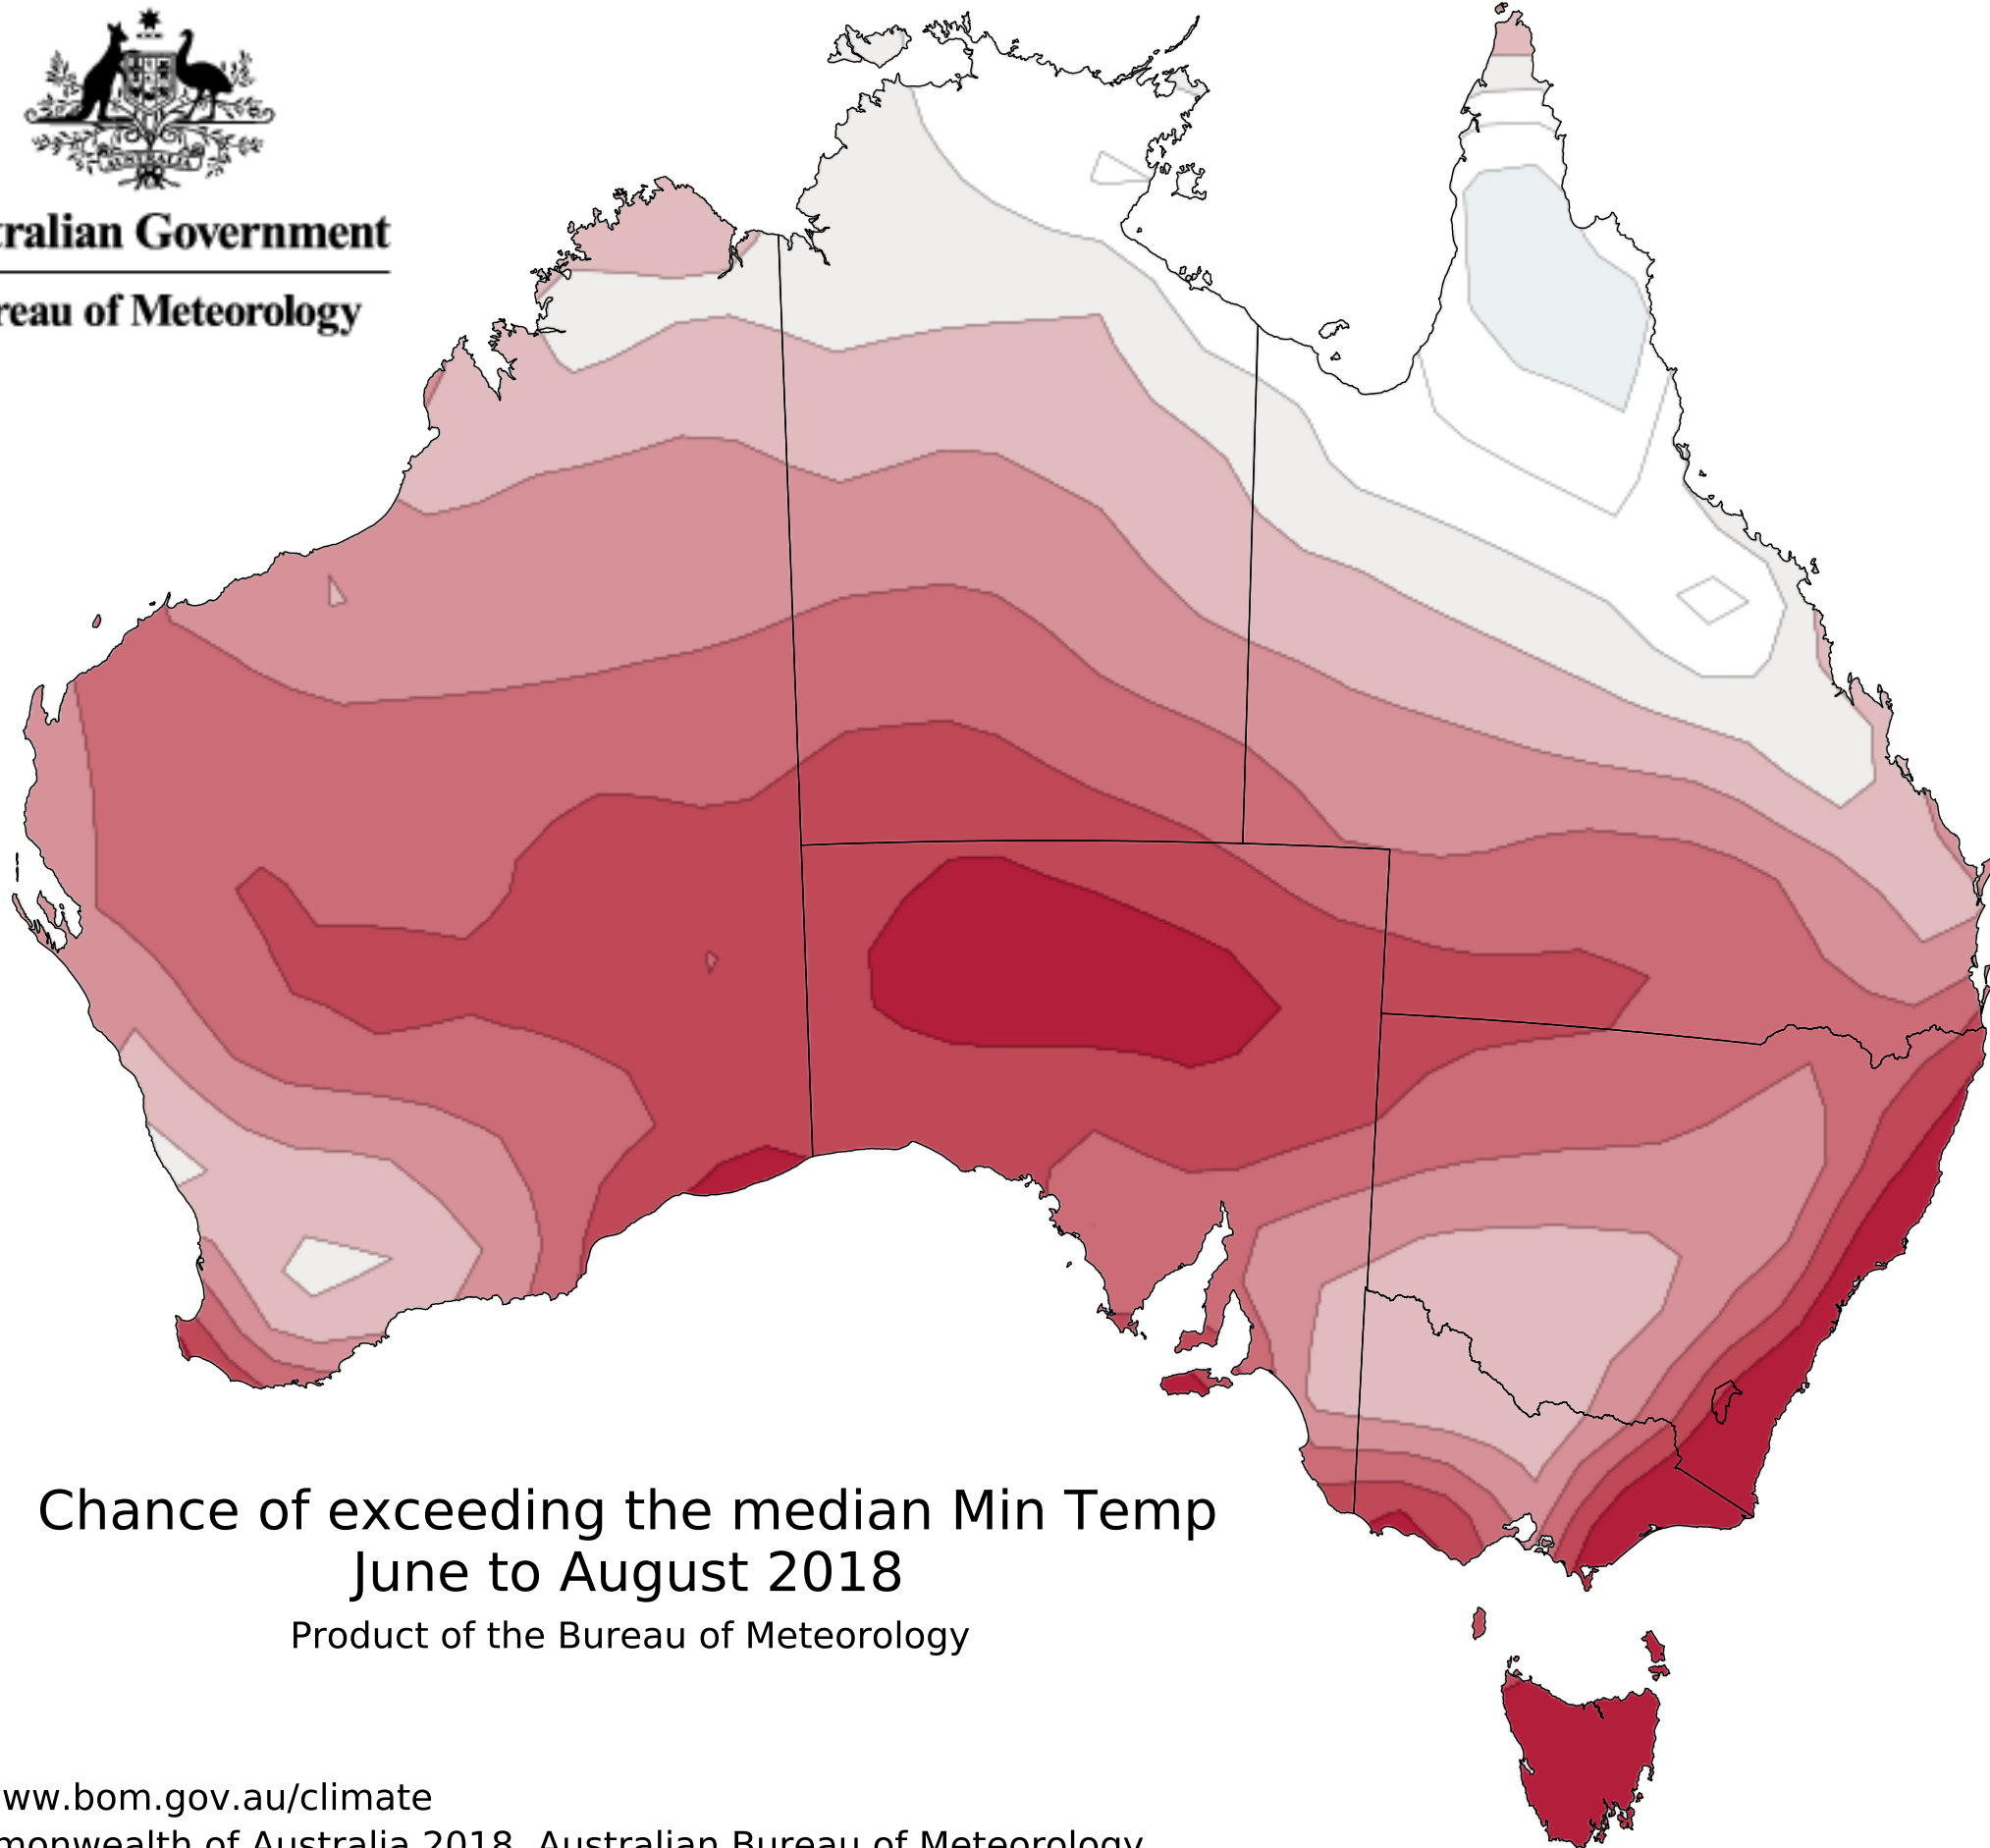 AUSTRALIA
tralian Government
reau of Meteorology
Chance of exceeding the median Min Temp
June to August 2018
Product of the Bureau of Meteorology
ww.bom.gov.au/climate
monwealth of Australia 2018, Australian Bureau of Meteorology